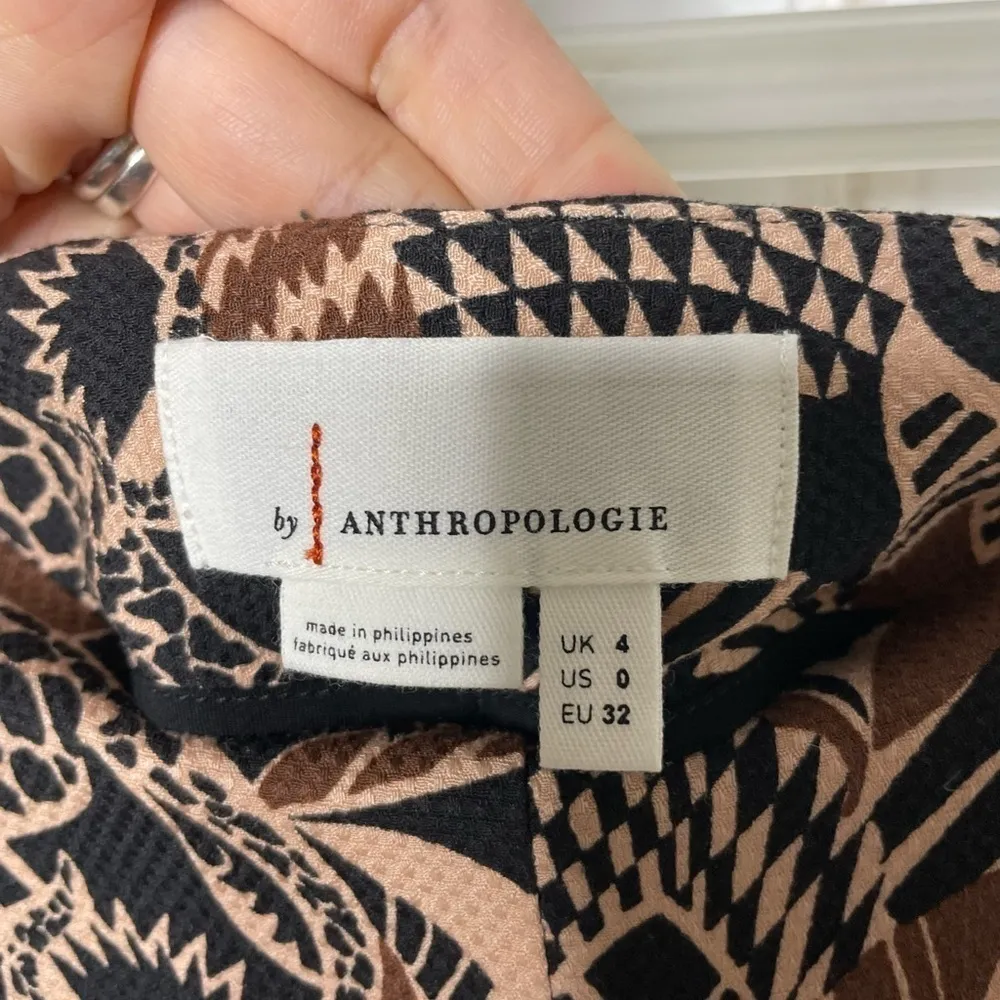 by ANTHROPOLOGIE
made in philippines
fabriqué aux philippines
UK 4
US 0
EU 32